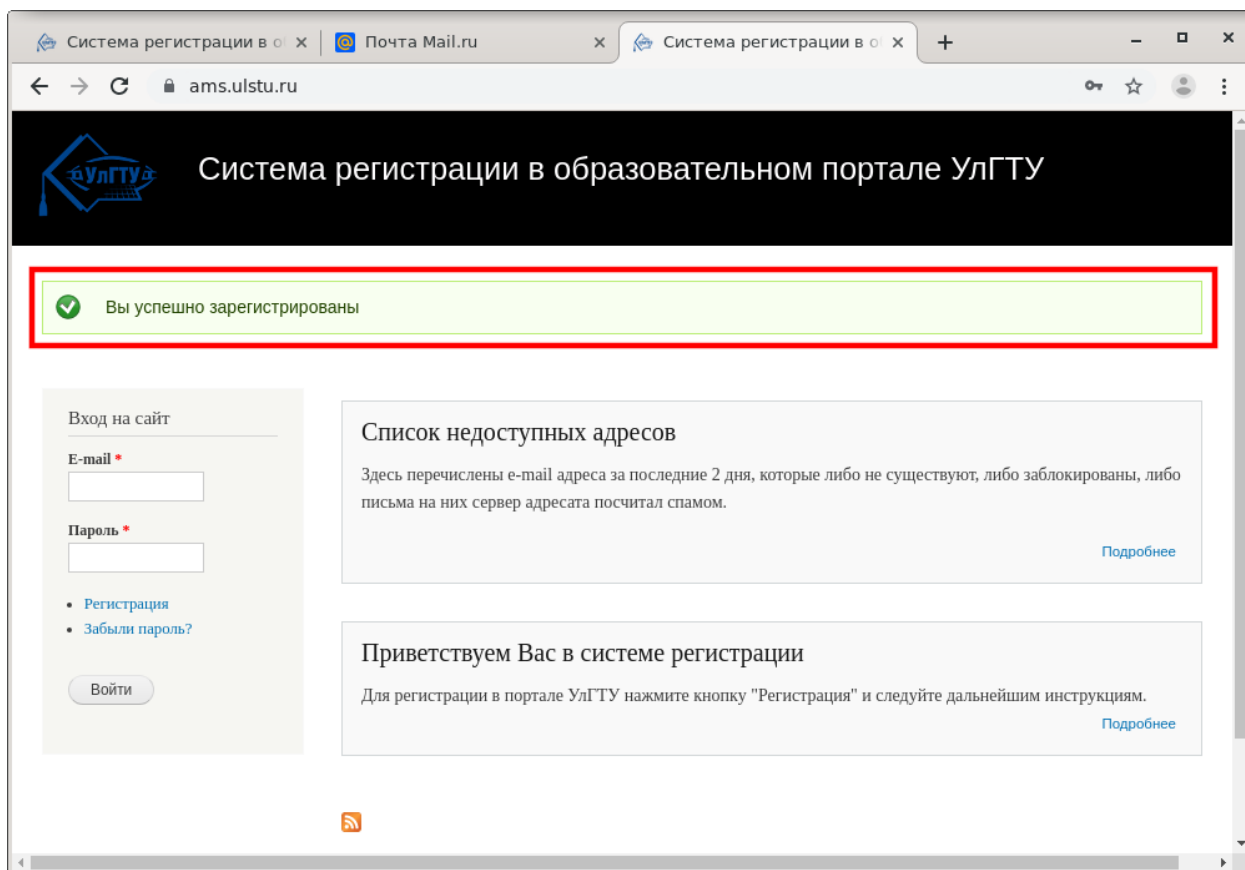 Система регистрации в о
Почта Mail.ru
Система регистрации в о
ams.ulstu.ru
УлГТУ
Система регистрации в образовательном портале УлГТУ
Вы успешно зарегистрированы
Вход на сайт
E-mail *
Пароль *
Регистрация
Забыли пароль?
Войти
Список недоступных адресов
Здесь перечислены e-mail адреса за последние 2 дня, которые либо не существуют, либо заблокированы, либо
письма на них сервер адресата посчитал спамом.
Подробнее
Приветствуем Вас в системе регистрации
Для регистрации в портале УлГТУ нажмите кнопку "Регистрация" и следуйте дальнейшим инструкциям.
Подробнее